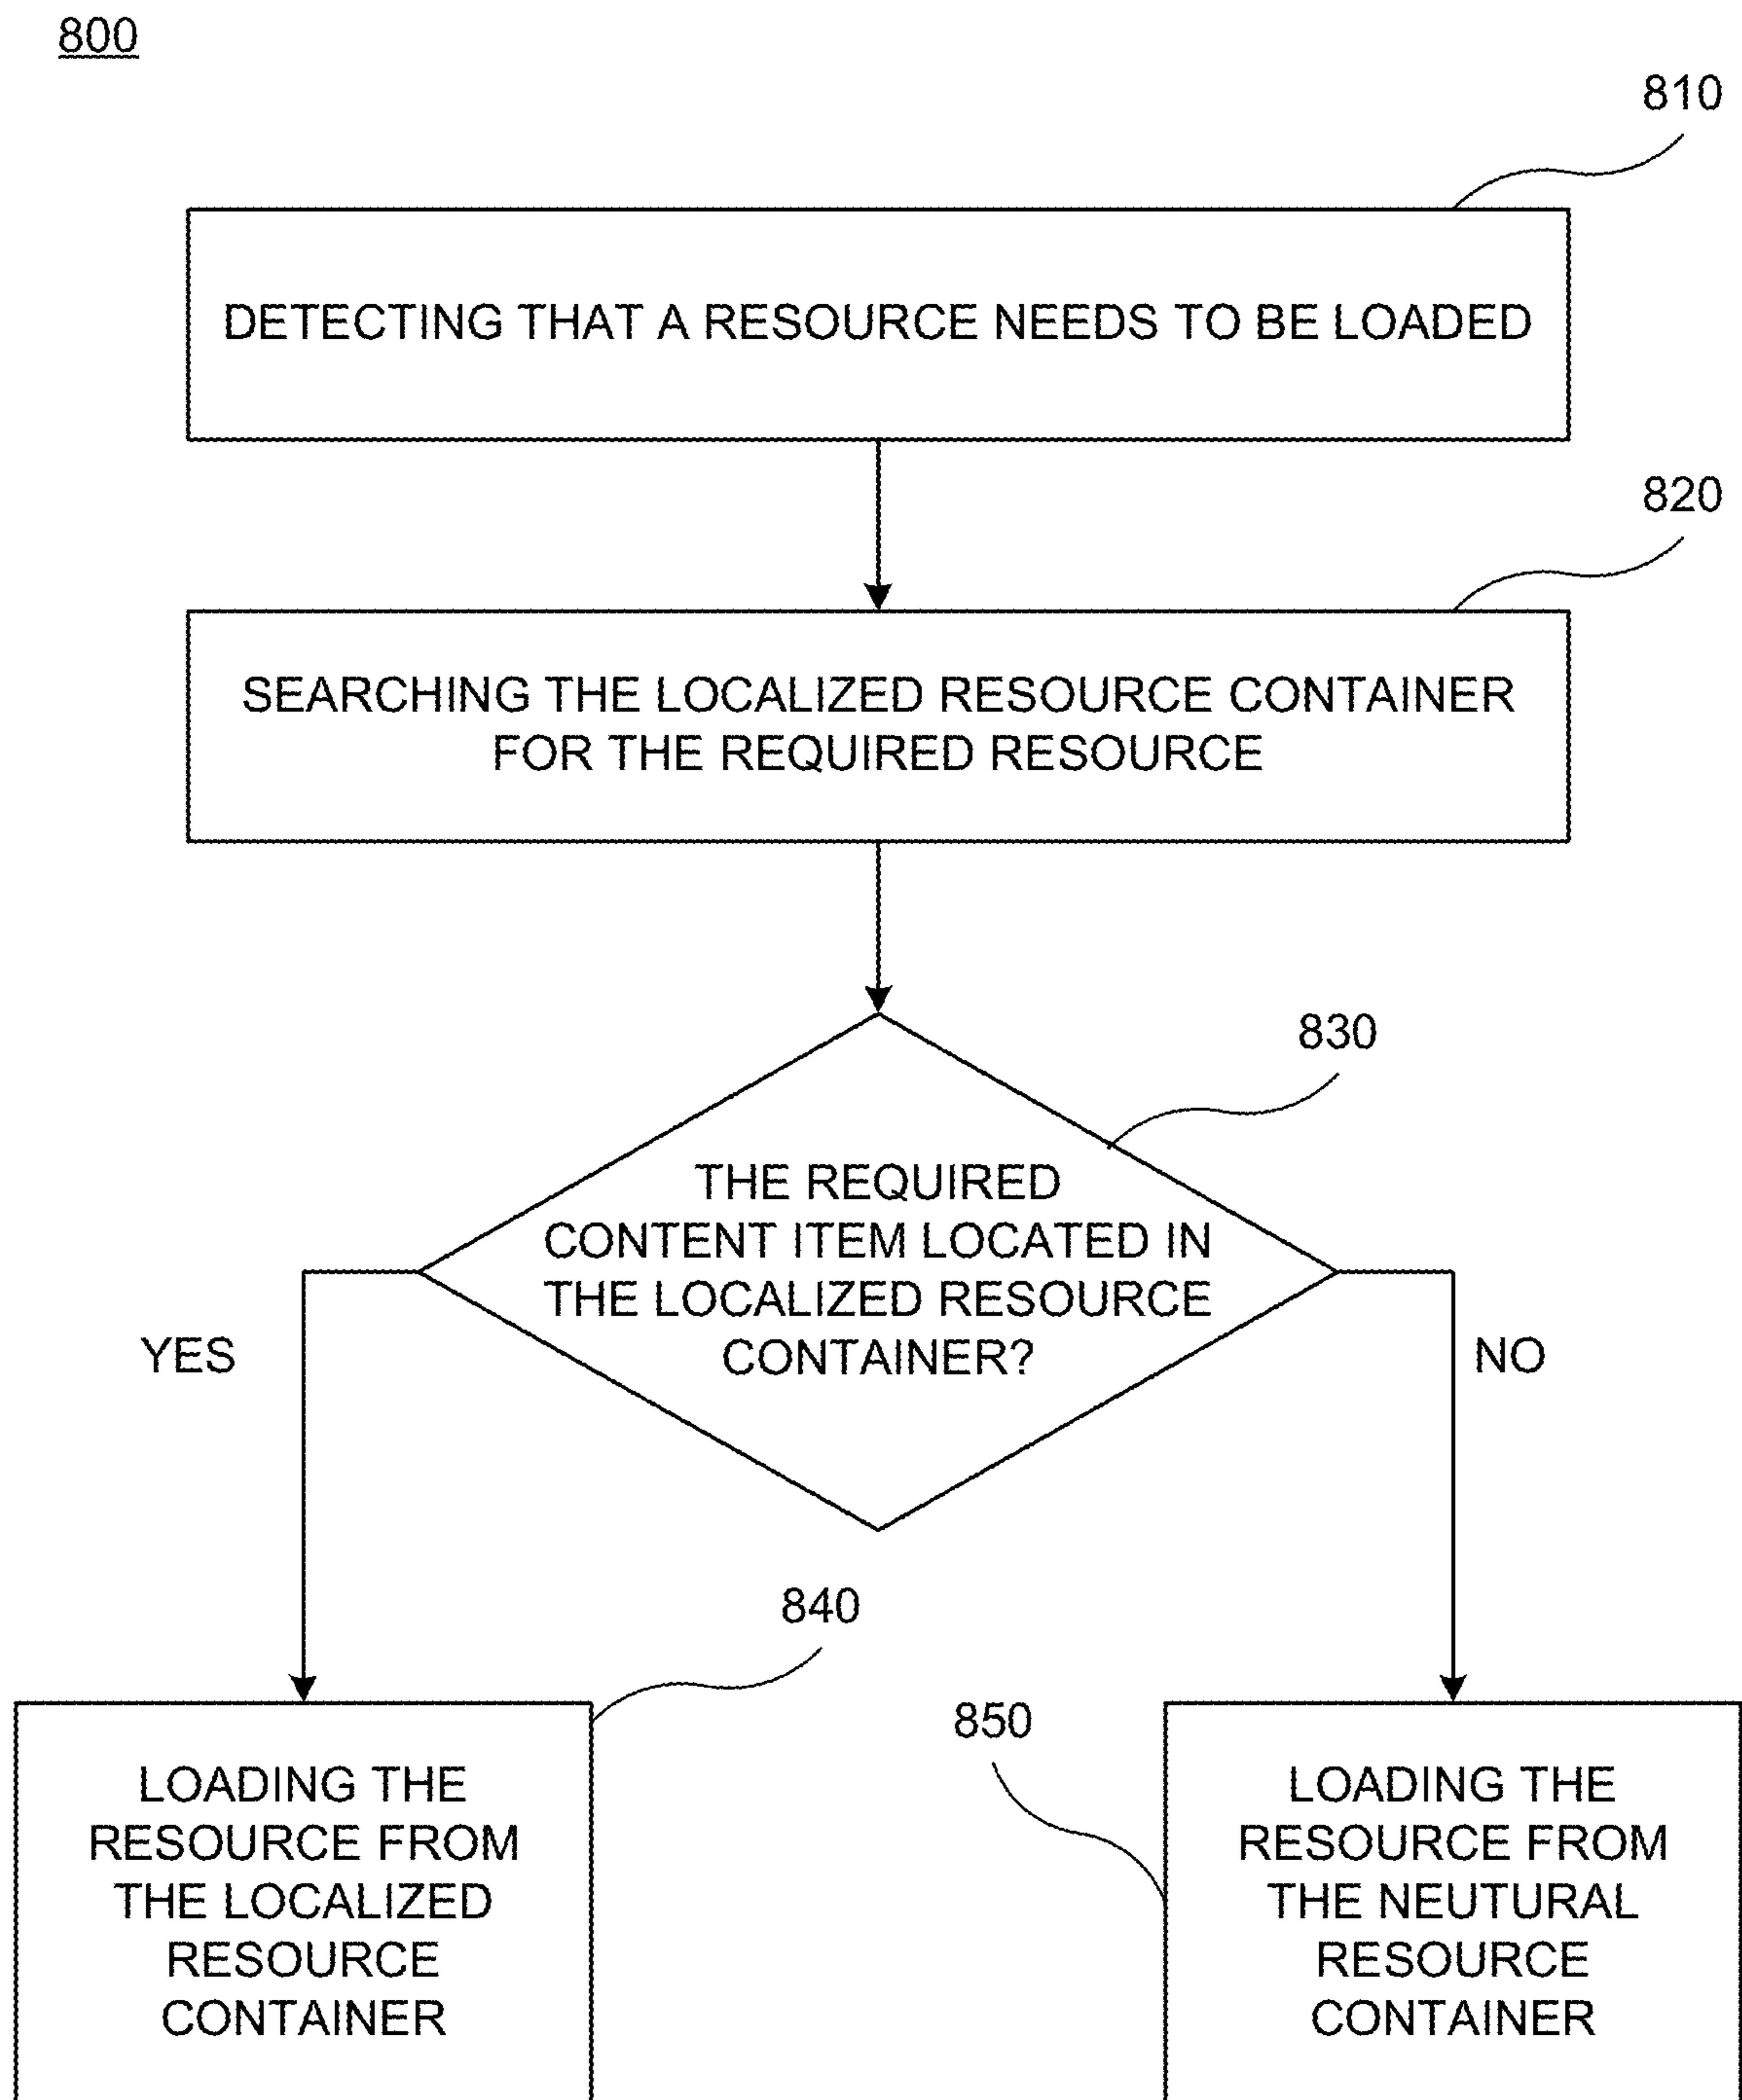 800
810
DETECTING THAT A RESOURCE NEEDS TO BE LOADED
820
SEARCHING THE LOCALIZED RESOURCE CONTAINER
FOR THE REQUIRED RESOURCE
830
THE REQUIRED
CONTENT ITEM LOCATED IN
THE LOCALIZED RESOURCE
CONTAINER?
YES
NO
840
LOADING THE
RESOURCE FROM
THE LOCALIZED
RESOURCE
CONTAINER
850
LOADING THE
RESOURCE FROM
THE NEUTURAL
RESOURCE
CONTAINER